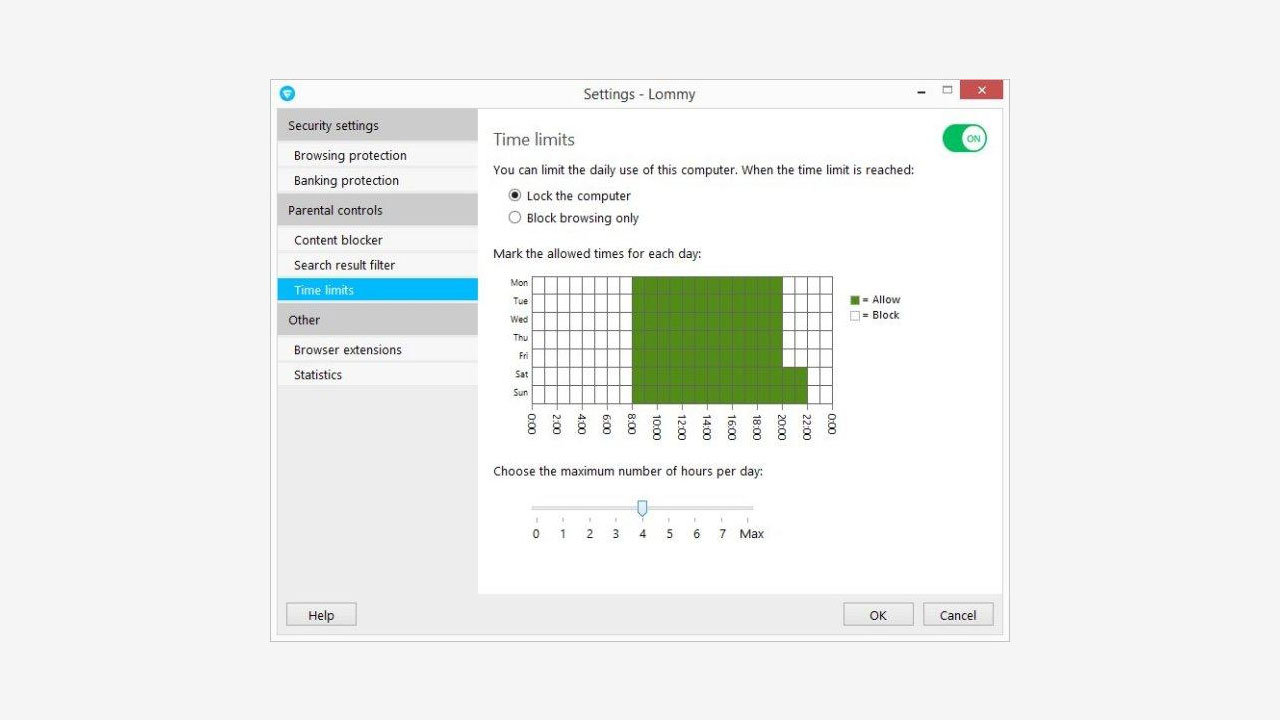 Settings - Lommy
Security settings
Browsing protection
Banking protection
Parental controls
Content blocker
Search result filter
Time limits
Other
Browser extensions
Statistics
Time limits
ON
You can limit the daily use of this computer. When the time limit is reached:
Lock the computer
Block browsing only
Mark the allowed times for each day:
Mon
Tue
Wed
Thu
Fri
Sat
Sun
0:00 2:00 4:00 6:00 8:00 10:00 12:00 14:00 16:00 18:00 20:00 22:00 0:00
= Allow
= Block
Choose the maximum number of hours per day:
0 1 2 3 4 5 6 7 Max
Help
OK
Cancel